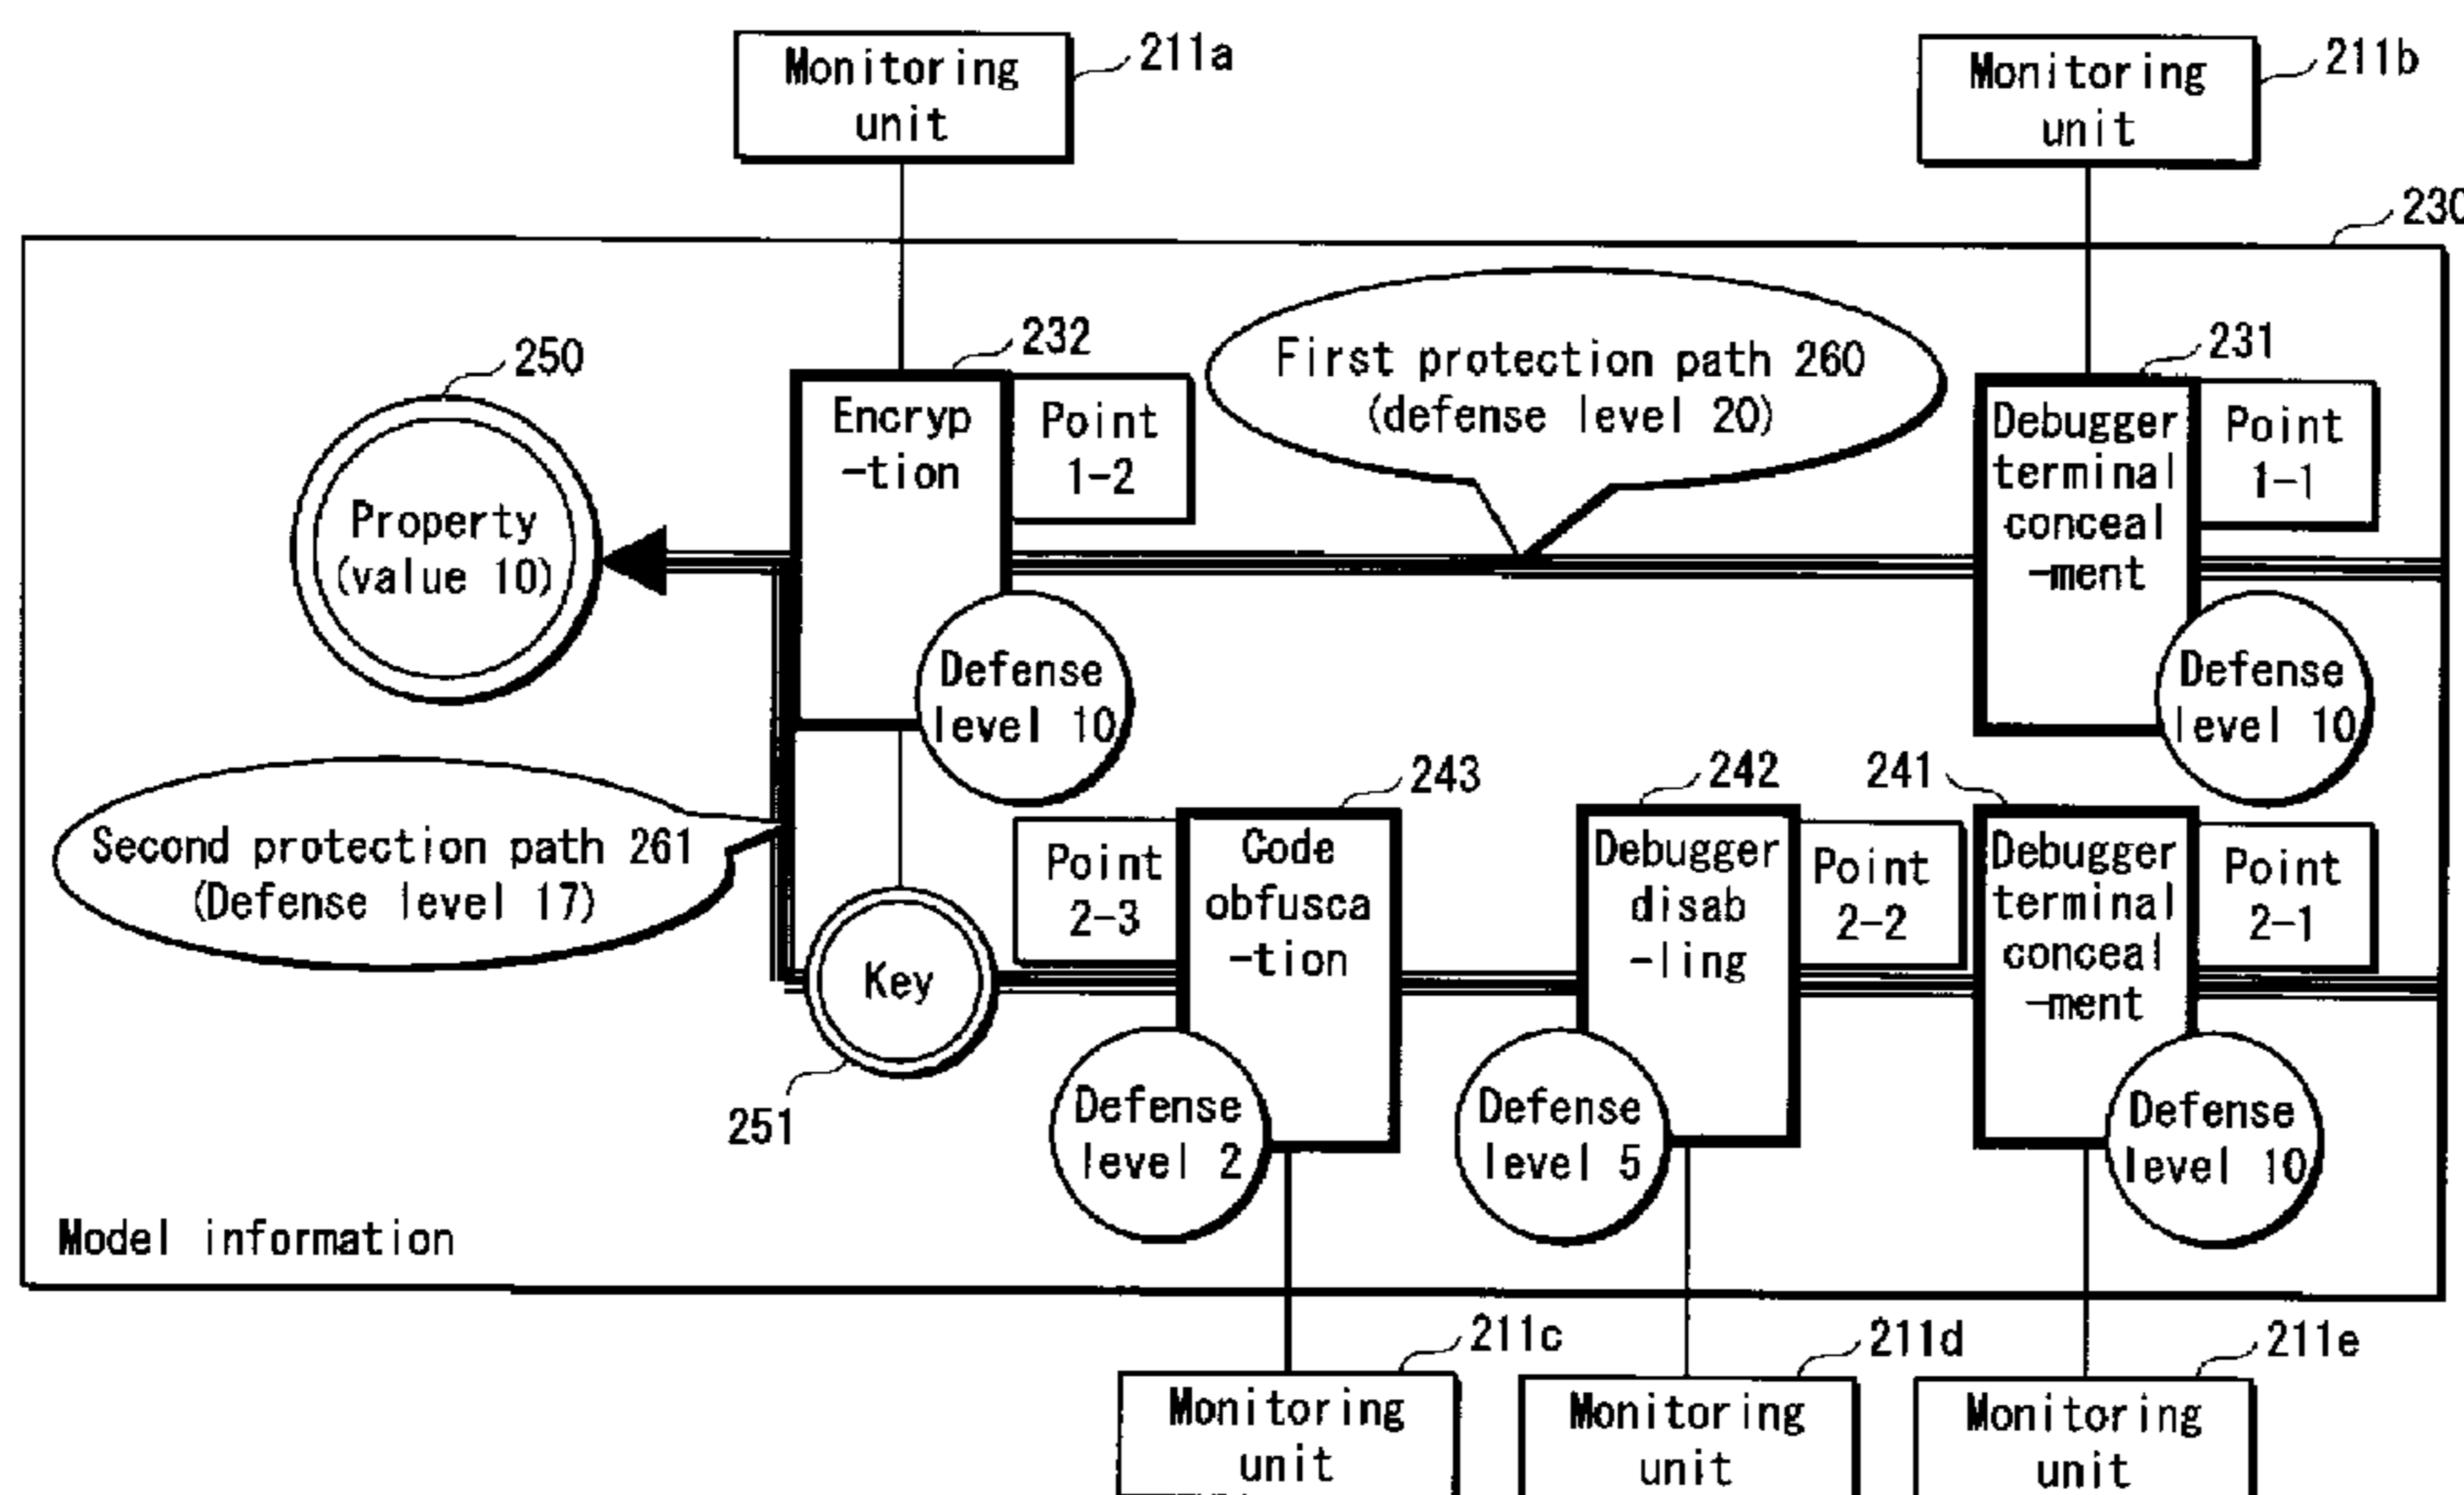 Monitoring
unit
211a
Monitoring
unit
211b
230
250
232
231
First protection path 260
(defense level 20)
Encryp
-tion
Point
1-2
Debugger
terminal
conceal
-ment
Point
1-1
Property
(value 10)
Defense
level 10
Defense
level 10
243
242
241
Second protection path 261
(Defense level 17)
Point
2-3
Code
obfusca
-tion
Debugger
disab
-ling
Point
2-2
Debugger
terminal
conceal
-ment
Point
2-1
Key
251
Defense
level 2
Defense
level 5
Defense
level 10
Model information
211c
211d
211e
Monitoring
unit
Monitoring
unit
Monitoring
unit